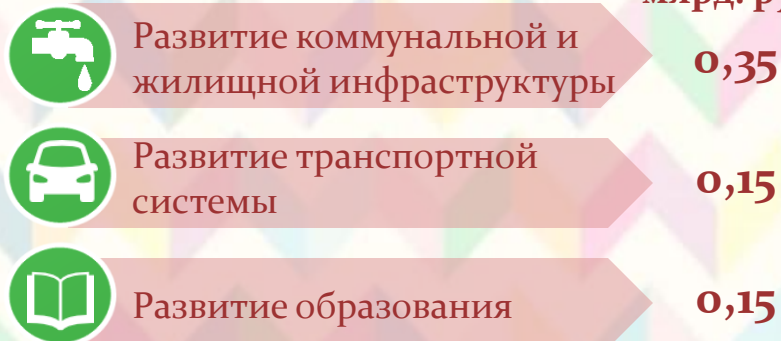 Развитие коммунальной и
жилищной инфраструктуры
0,35
Развитие транспортной
системы
0,15
Развитие образования
0,15